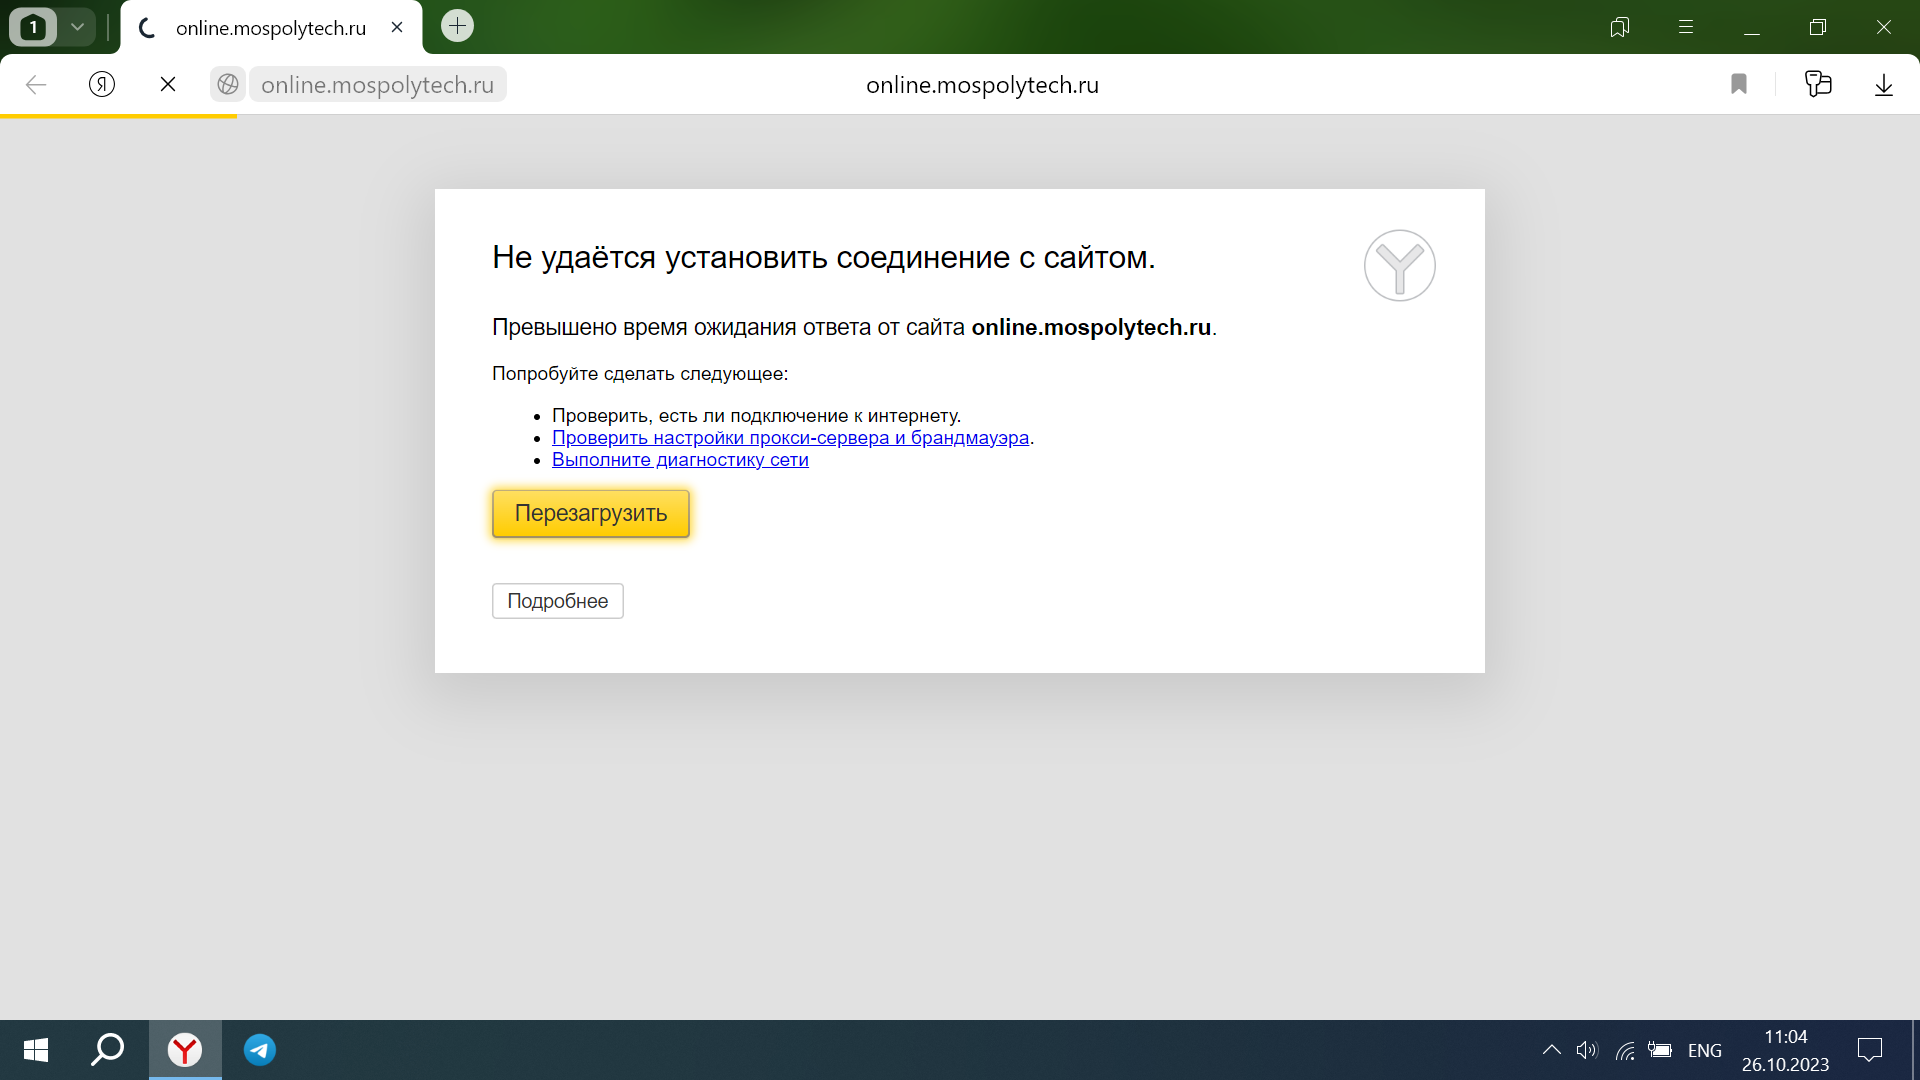 1
online.mospolytech.ru
Я
online.mospolytech.ru
online.mospolytech.ru
Не удаётся установить соединение с сайтом.
Превышено время ожидания ответа от сайта online.mospolytech.ru.
Попробуйте сделать следующее:
Проверить, есть ли подключение к интернету.
Проверить настройки прокси-сервера и брандмауэра.
Выполните диагностику сети
Перезагрузить
Подробнее
ENG
11:04
26.10.2023